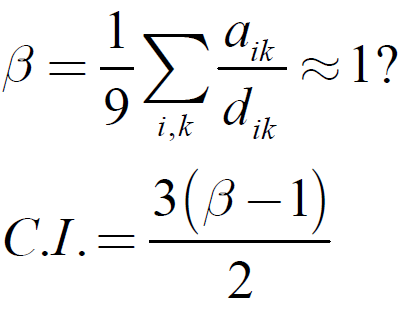 β = 1/9 ∑_{i,k} a_{ik}/d_{ik} ≈ 1?
C.I. = 3(β − 1)/2